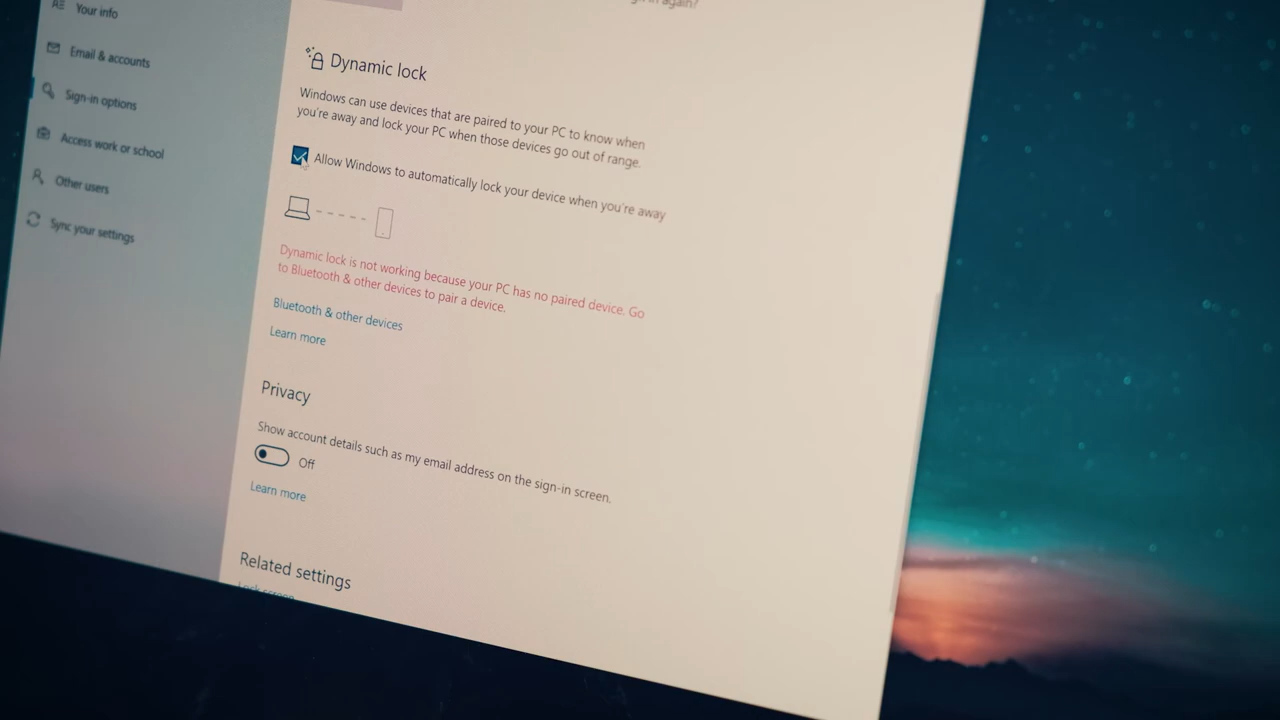 again?
Your info
Email & accounts
Sign-in options
Access work or school
Other users
Sync your settings
Dynamic lock
Windows can use devices that are paired to your PC to know when
you're away and lock your PC when those devices go out of range.
Allow Windows to automatically lock your device when you're away
Dynamic lock is not working because your PC has no paired device. Go
to Bluetooth & other devices to pair a device.
Bluetooth & other devices
Learn more
Privacy
Show account details such as my email address on the sign-in screen.
Off
Learn more
Related settings
Lock screen